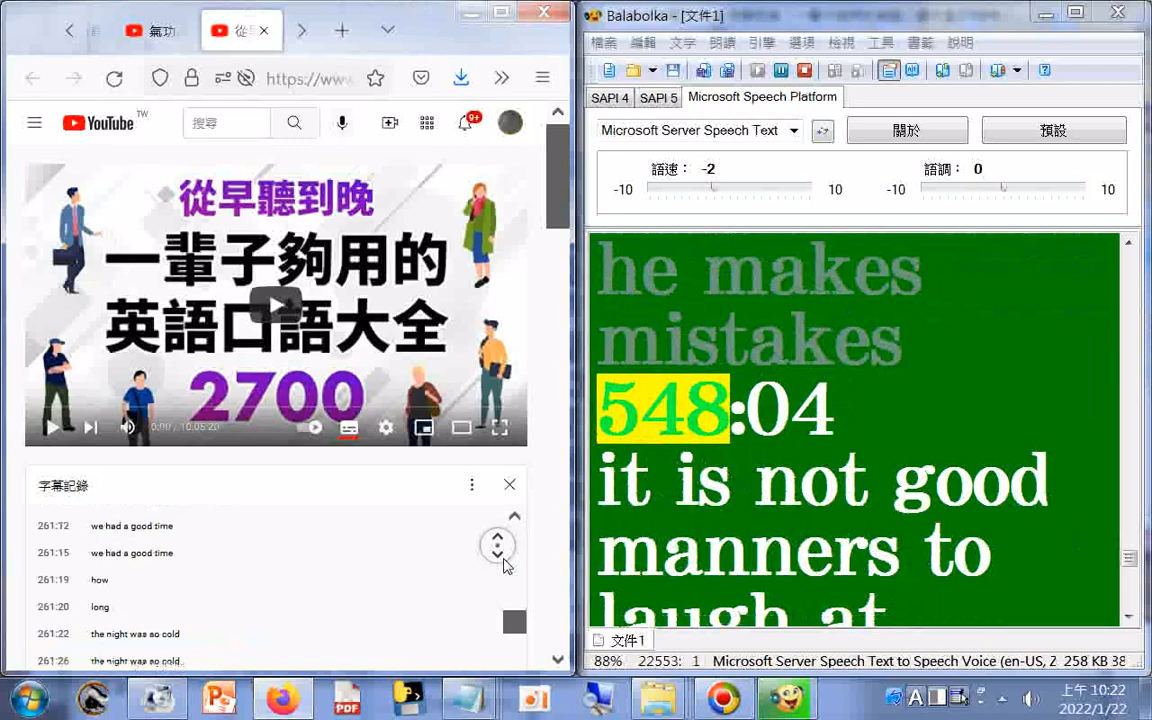 氣功
從
https://www
YouTube TW
搜尋
9+
從早聽到晚
一輩子夠用的
英語口語大全
2700
0:00 / 10:05:20
字幕記錄
261:12 we had a good time
261:15 we had a good time
261:19 how
261:20 long
261:22 the night was so cold
261:26 the night was so cold
Balabolka - [文件1]
檔案 編輯 文字 朗讀 引擎 選項 檢視 工具 書籤 說明
SAPI 4 SAPI 5 Microsoft Speech Platform
Microsoft Server Speech Text
關於
預設
語速： -2
語調： 0
-10 10
-10 10
he makes
mistakes
548:04
it is not good
manners to
laugh at
文件1
88% 22553: 1 Microsoft Server Speech Text to Speech Voice (en-US, Z 258 KB 38
PDF
A
上午 10:22
2022/1/22